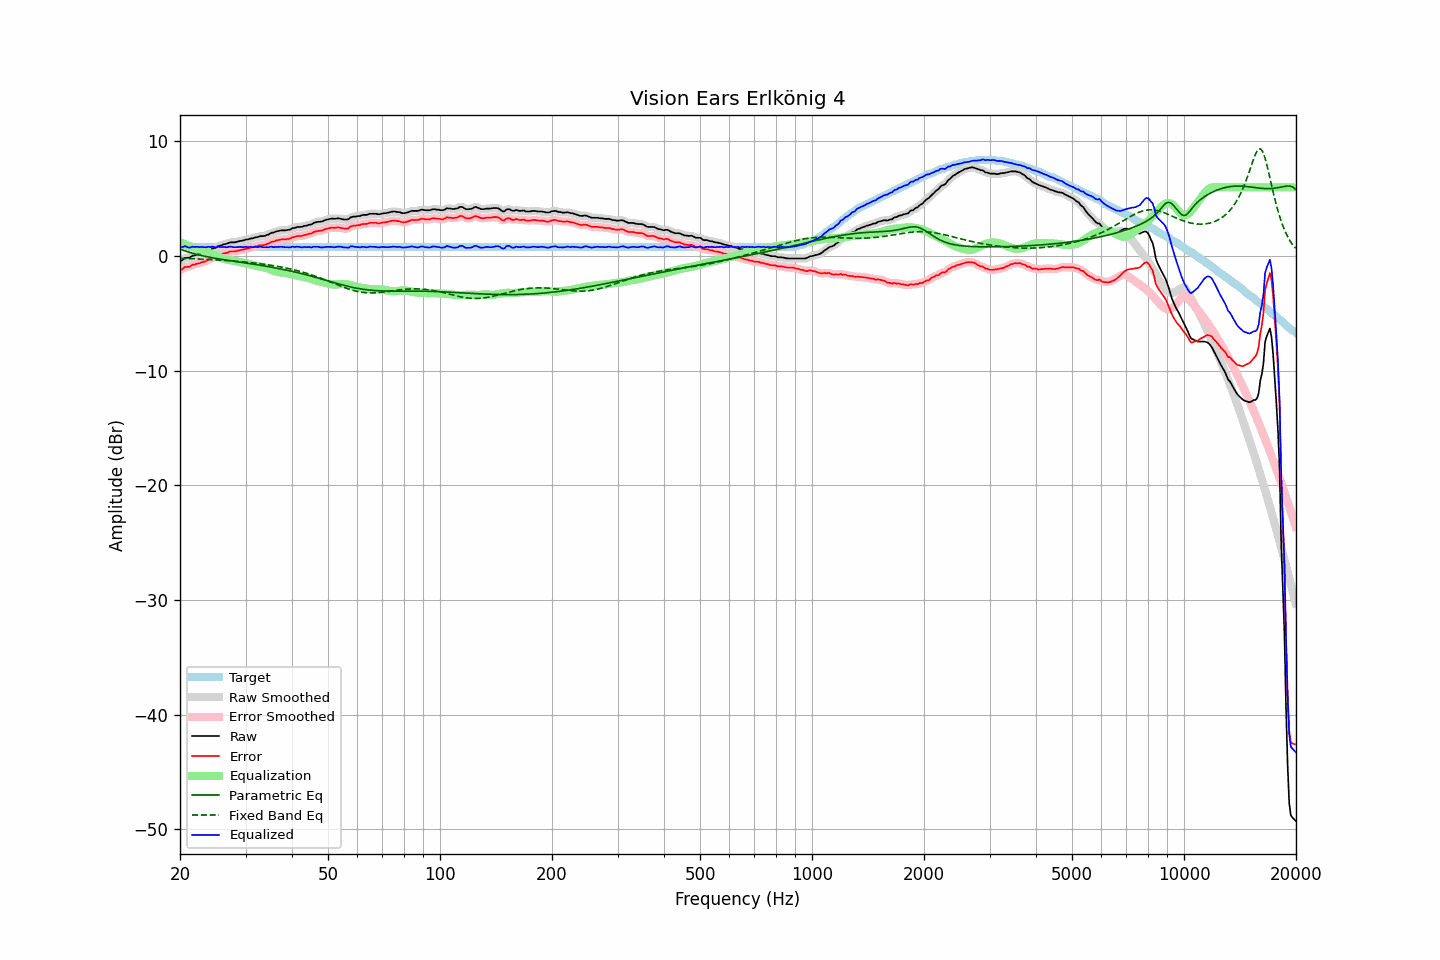 Vision Ears Erlkönig 4
Amplitude (dBr)
10
0
−10
−20
−30
−40
−50
Target
Raw Smoothed
Error Smoothed
Raw
Error
Equalization
Parametric Eq
Fixed Band Eq
Equalized
20 50 100 200 500 1000 2000 5000 10000 20000
Frequency (Hz)